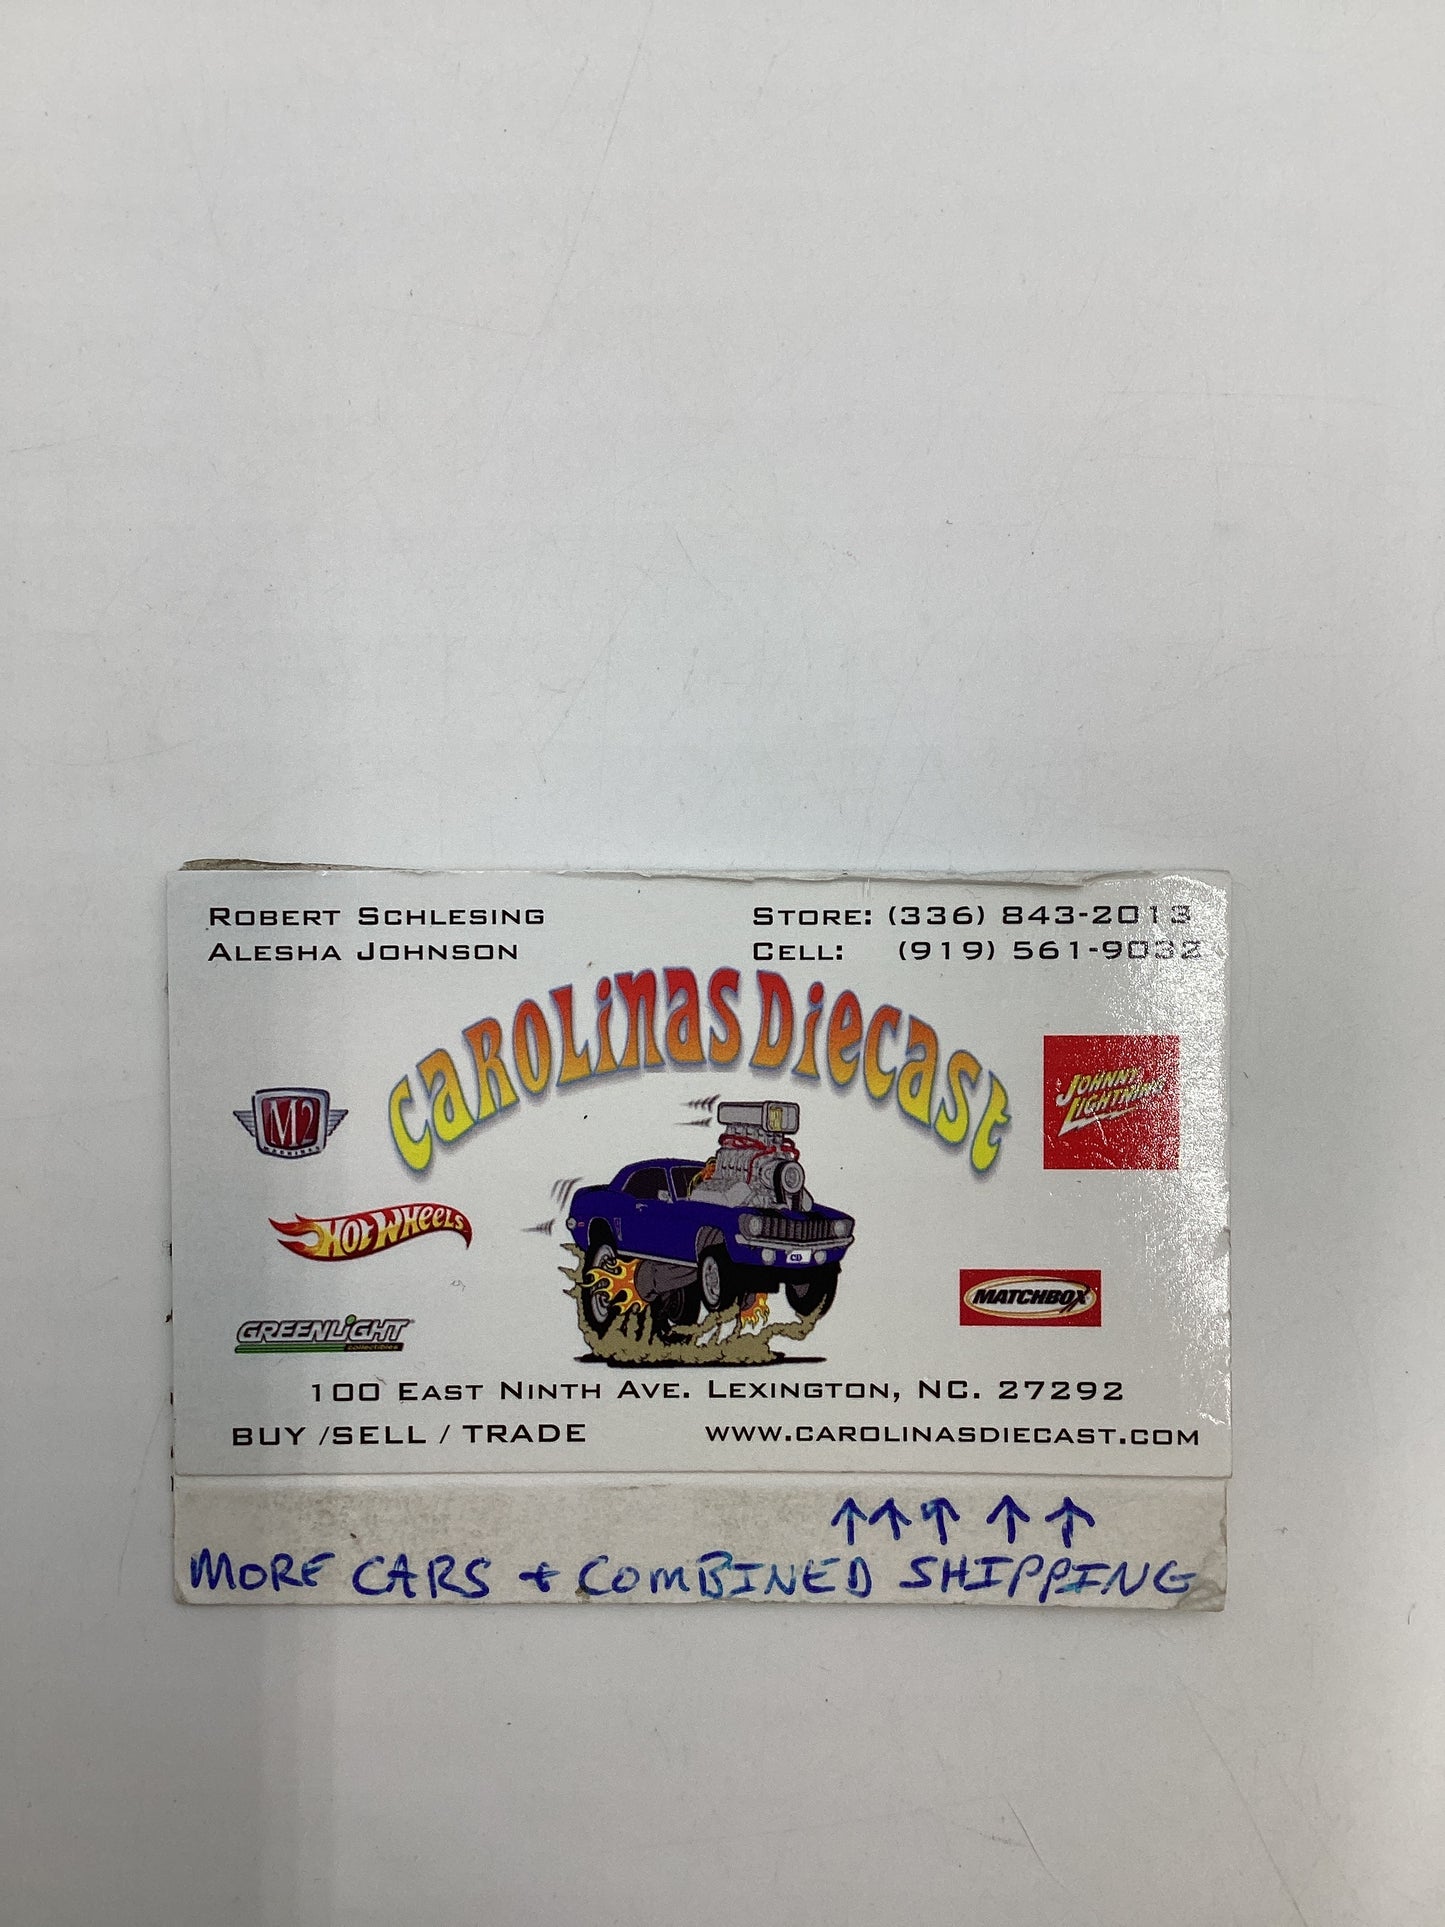 ROBERT SCHLESING
ALESHA JOHNSON
STORE: (336) 843-2013
CELL: (919) 561-9032
CAROLINAS DIECAST
M2
MACHINES
JOHNNY
LIGHTNING
HOT WHEELS
MATCHBOX
GREENLIGHT
collectibles
100 EAST NINTH AVE. LEXINGTON, NC. 27292
BUY /SELL / TRADE
WWW.CAROLINASDIECAST.COM
↑↑↑ ↑ ↑
MORE CARS + COMBINED SHIPPING